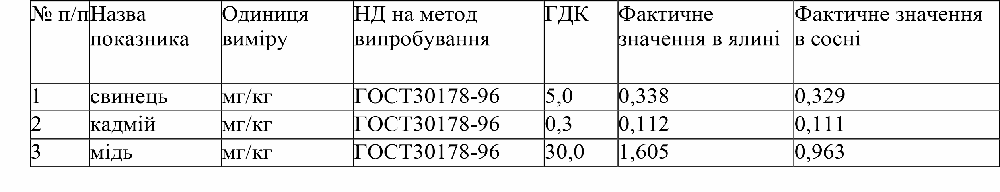 № п/п Назва показника Одиниця виміру НД на метод випробування ГДК Фактичне значення в ялині Фактичне значення в сосні
1 свинець мг/кг ГОСТ30178-96 5,0 0,338 0,329
2 кадмій мг/кг ГОСТ30178-96 0,3 0,112 0,111
3 мідь мг/кг ГОСТ30178-96 30,0 1,605 0,963